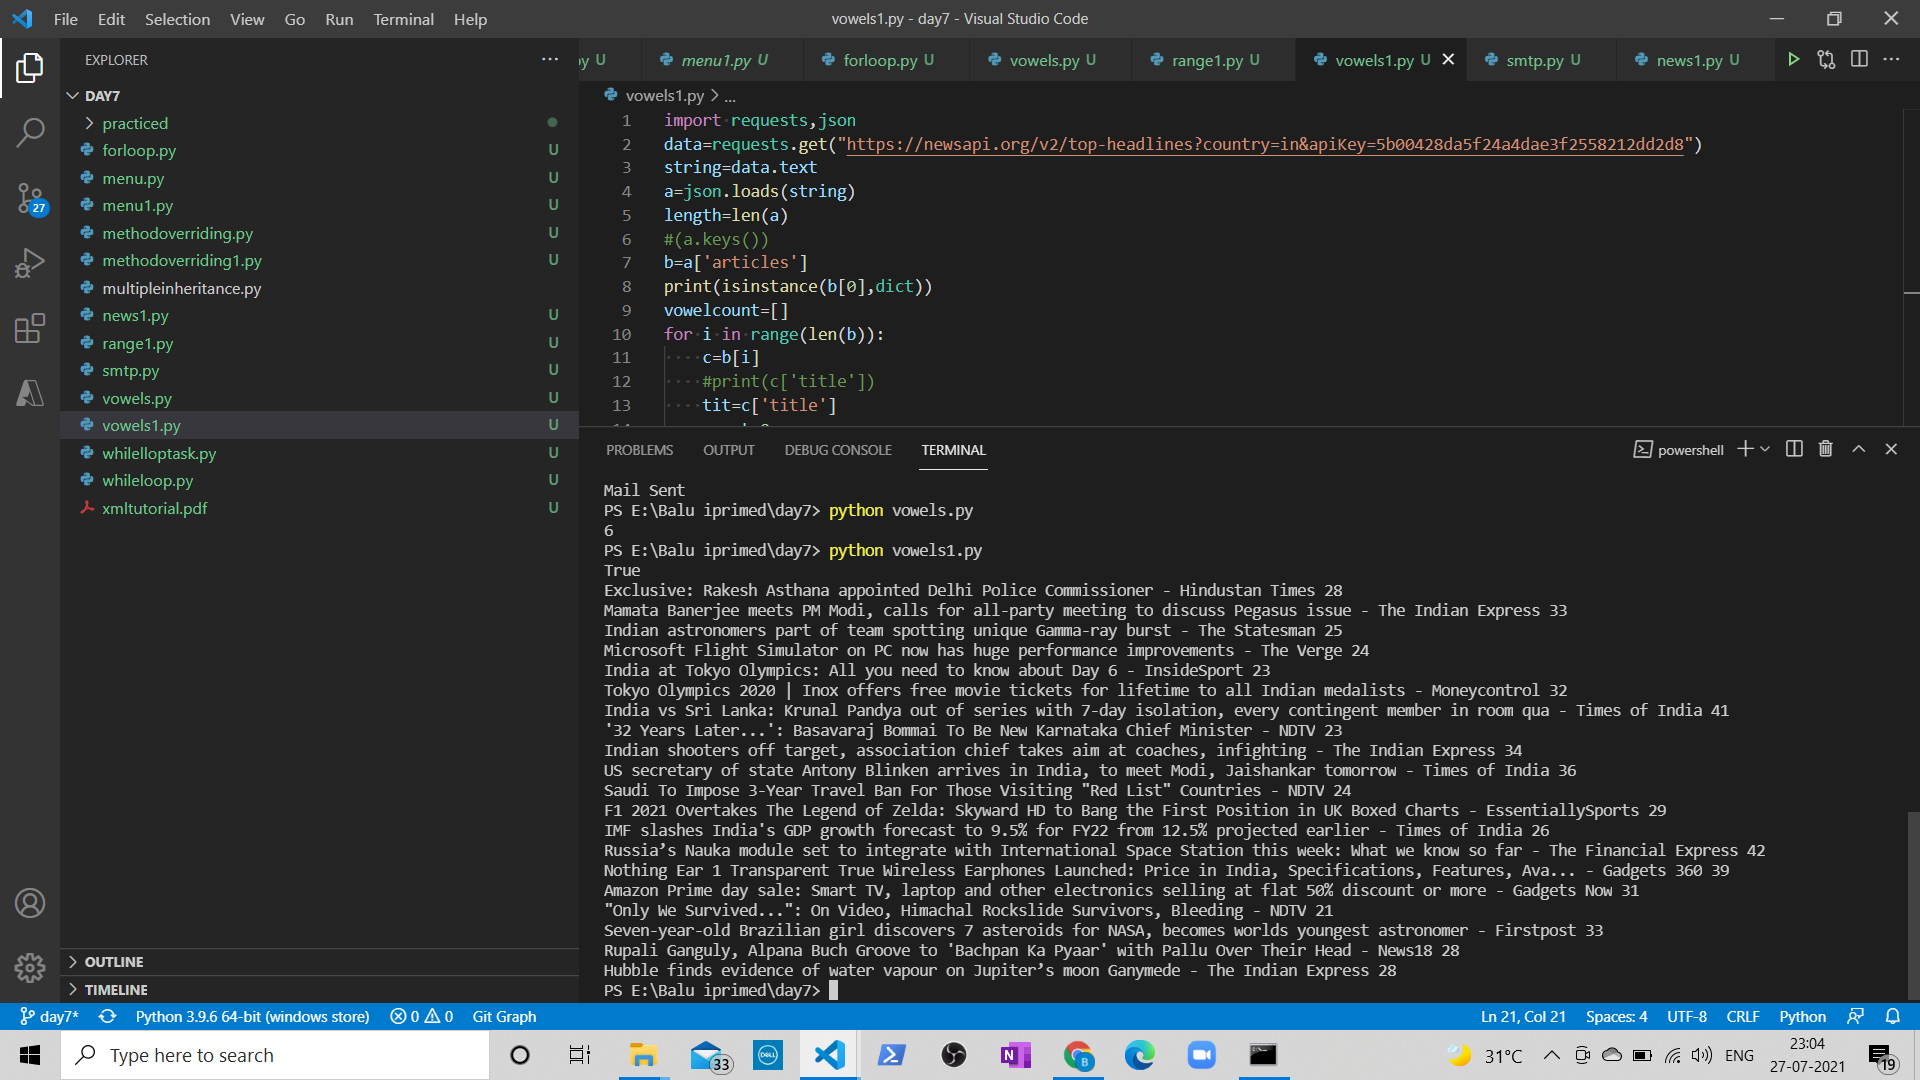 File Edit Selection View Go Run Terminal Help
vowels1.py - day7 - Visual Studio Code
EXPLORER
py U menu1.py U forloop.py U vowels.py U range1.py U vowels1.py U smtp.py U news1.py U
DAY7
practiced
forloop.py U
menu.py U
menu1.py U
methodoverriding.py U
methodoverriding1.py U
multipleinheritance.py
news1.py U
range1.py U
smtp.py U
vowels.py U
vowels1.py U
whilelloptask.py U
whileloop.py U
xmltutorial.pdf U
27
OUTLINE
TIMELINE
vowels1.py > ...
1 import requests,json
2 data=requests.get("https://newsapi.org/v2/top-headlines?country=in&apiKey=5b00428da5f24a4dae3f2558212dd2d8")
3 string=data.text
4 a=json.loads(string)
5 length=len(a)
6 #(a.keys())
7 b=a['articles']
8 print(isinstance(b[0],dict))
9 vowelcount=[]
10 for i in range(len(b)):
11 c=b[i]
12 #print(c['title'])
13 tit=c['title']
PROBLEMS OUTPUT DEBUG CONSOLE TERMINAL
powershell
Mail Sent
PS E:\Balu iprimed\day7> python vowels.py
6
PS E:\Balu iprimed\day7> python vowels1.py
True
Exclusive: Rakesh Asthana appointed Delhi Police Commissioner - Hindustan Times 28
Mamata Banerjee meets PM Modi, calls for all-party meeting to discuss Pegasus issue - The Indian Express 33
Indian astronomers part of team spotting unique Gamma-ray burst - The Statesman 25
Microsoft Flight Simulator on PC now has huge performance improvements - The Verge 24
India at Tokyo Olympics: All you need to know about Day 6 - InsideSport 23
Tokyo Olympics 2020 | Inox offers free movie tickets for lifetime to all Indian medalists - Moneycontrol 32
India vs Sri Lanka: Krunal Pandya out of series with 7-day isolation, every contingent member in room qua - Times of India 41
'32 Years Later...': Basavaraj Bommai To Be New Karnataka Chief Minister - NDTV 23
Indian shooters off target, association chief takes aim at coaches, infighting - The Indian Express 34
US secretary of state Antony Blinken arrives in India, to meet Modi, Jaishankar tomorrow - Times of India 36
Saudi To Impose 3-Year Travel Ban For Those Visiting "Red List" Countries - NDTV 24
F1 2021 Overtakes The Legend of Zelda: Skyward HD to Bang the First Position in UK Boxed Charts - EssentiallySports 29
IMF slashes India's GDP growth forecast to 9.5% for FY22 from 12.5% projected earlier - Times of India 26
Russia’s Nauka module set to integrate with International Space Station this week: What we know so far - The Financial Express 42
Nothing Ear 1 Transparent True Wireless Earphones Launched: Price in India, Specifications, Features, Ava... - Gadgets 360 39
Amazon Prime day sale: Smart TV, laptop and other electronics selling at flat 50% discount or more - Gadgets Now 31
"Only We Survived...": On Video, Himachal Rockslide Survivors, Bleeding - NDTV 21
Seven-year-old Brazilian girl discovers 7 asteroids for NASA, becomes worlds youngest astronomer - Firstpost 33
Rupali Ganguly, Alpana Buch Groove to 'Bachpan Ka Pyaar' with Pallu Over Their Head - News18 28
Hubble finds evidence of water vapour on Jupiter’s moon Ganymede - The Indian Express 28
PS E:\Balu iprimed\day7>
day7* Python 3.9.6 64-bit (windows store) 0 0 Git Graph
Ln 21, Col 21 Spaces: 4 UTF-8 CRLF Python
Type here to search
33
DELL
31°C
ENG
23:04
27-07-2021
19